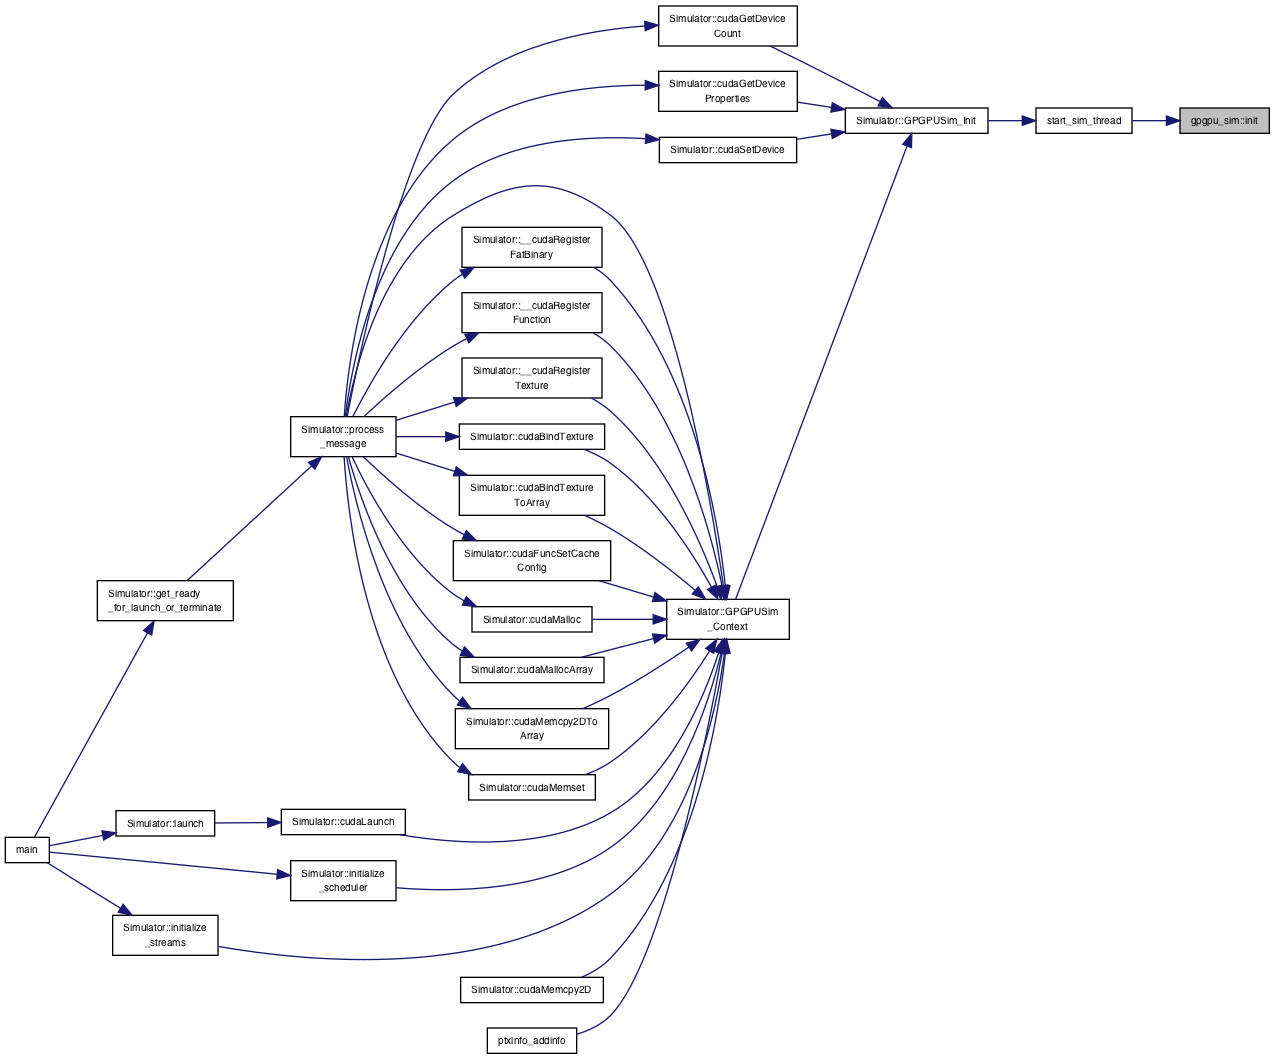 Simulator::cudaGetDevice
Count
Simulator::cudaGetDevice
Properties
Simulator::GPGPUSim_Init
start_sim_thread
gpgpu_sim::init
Simulator::cudaSetDevice
Simulator::__cudaRegister
FatBinary
Simulator::__cudaRegister
Function
Simulator::__cudaRegister
Texture
Simulator::process
_message
Simulator::cudaBindTexture
Simulator::cudaBindTexture
ToArray
Simulator::cudaFuncSetCache
Config
Simulator::get_ready
_for_launch_or_terminate
Simulator::cudaMalloc
Simulator::GPGPUSim
_Context
Simulator::cudaMallocArray
Simulator::cudaMemcpy2DTo
Array
Simulator::cudaMemset
Simulator::launch
Simulator::cudaLaunch
main
Simulator::initialize
_scheduler
Simulator::initialize
_streams
Simulator::cudaMemcpy2D
ptxinfo_addinfo